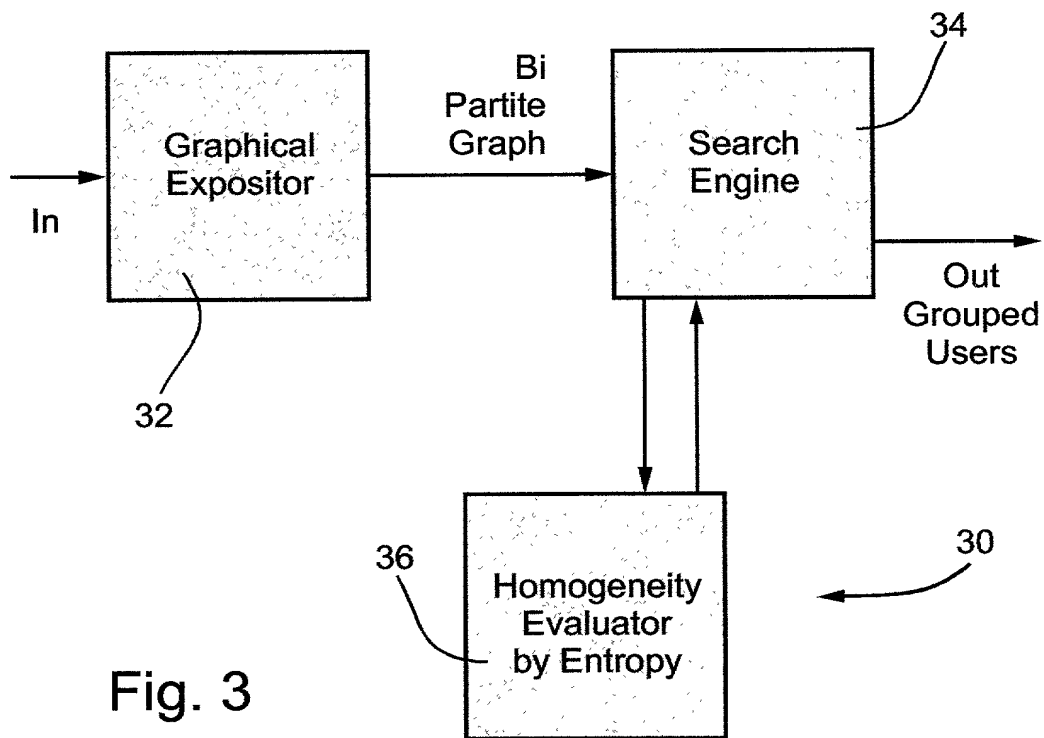 34
Bi
Partite
Graph
Graphical
Expositor
Search
Engine
In
Out
Grouped
Users
32
36
30
Homogeneity
Evaluator
by Entropy
Fig. 3